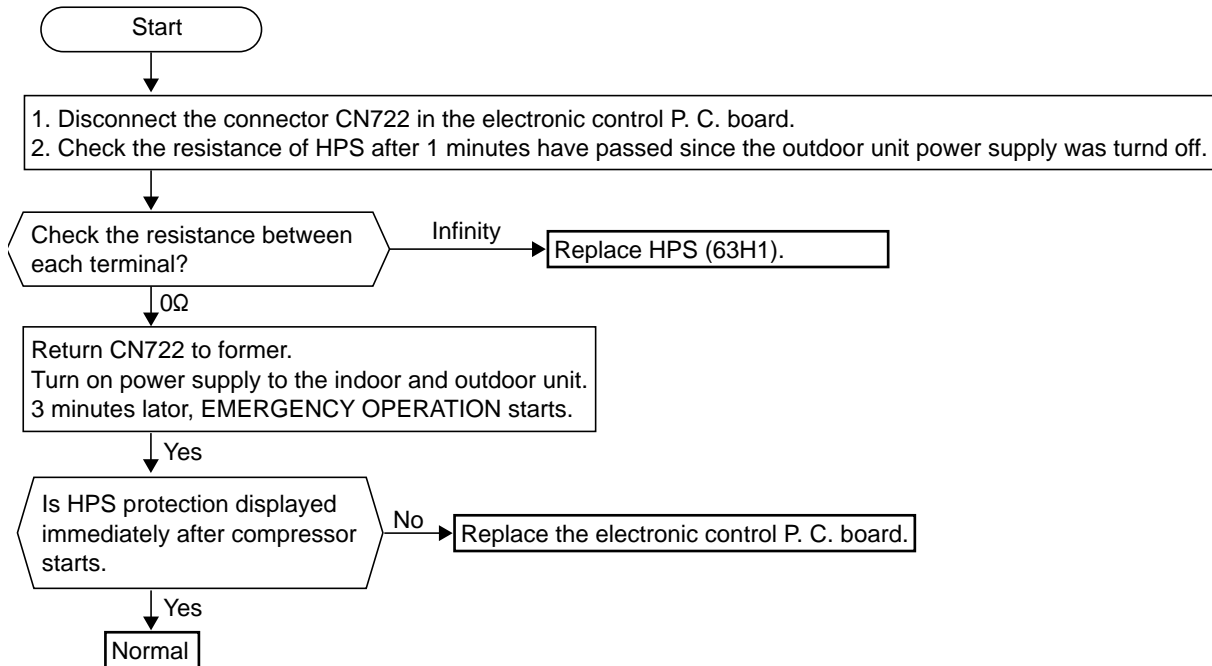 Start
1. Disconnect the connector CN722 in the electronic control P. C. board.
2. Check the resistance of HPS after 1 minutes have passed since the outdoor unit power supply was turnd off.
Check the resistance between
each terminal?
Infinity
Replace HPS (63H1).
0Ω
Return CN722 to former.
Turn on power supply to the indoor and outdoor unit.
3 minutes lator, EMERGENCY OPERATION starts.
Yes
Is HPS protection displayed
immediately after compressor
starts.
No
Replace the electronic control P. C. board.
Yes
Normal